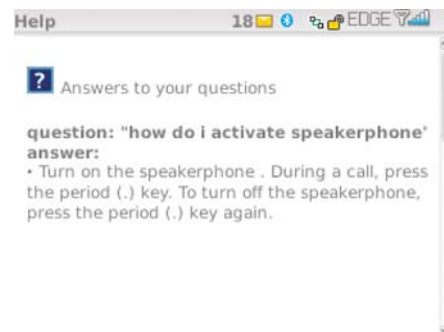 Help 18 EDGE
? Answers to your questions
question: "how do i activate speakerphone"
answer:
• Turn on the speakerphone . During a call, press
the period (.) key. To turn off the speakerphone,
press the period (.) key again.